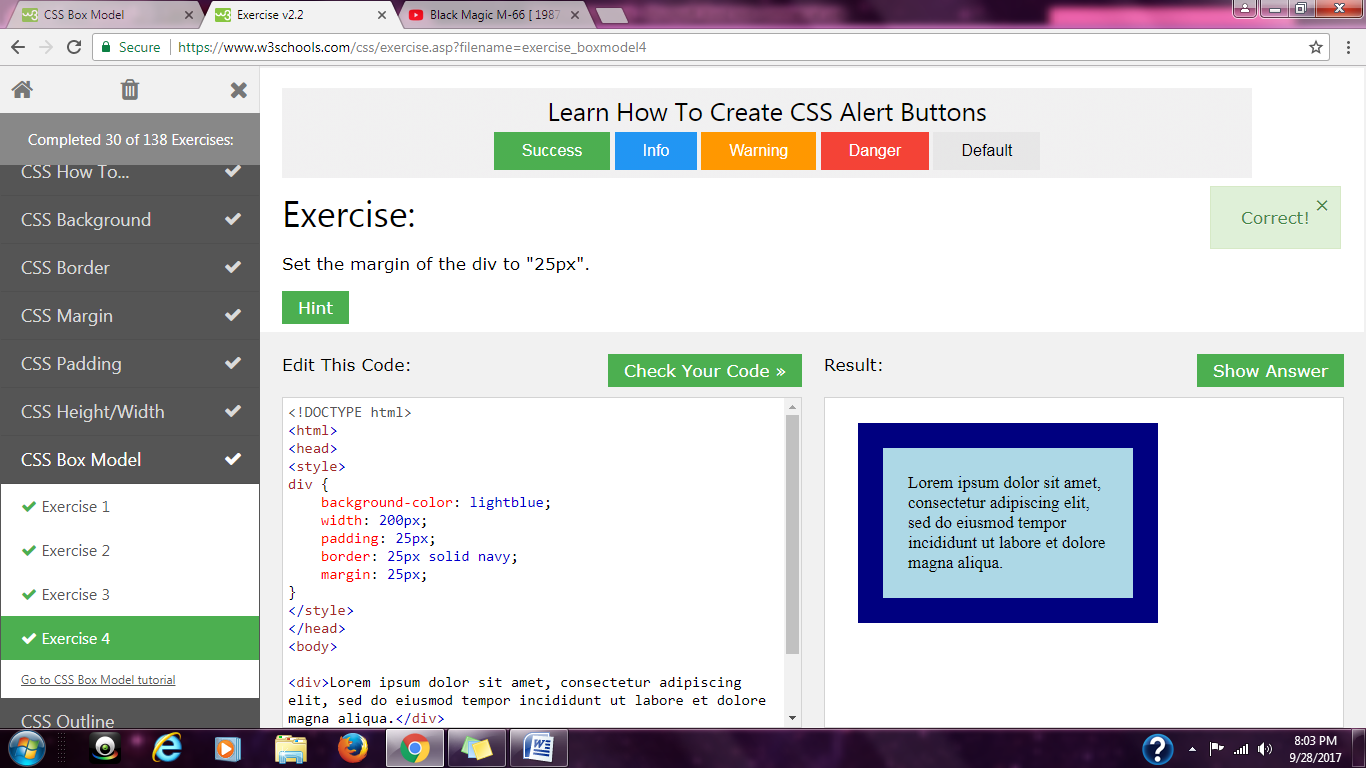 CSS Box Model
Exercise v2.2
Black Magic M-66 [ 1987
Secure
https://www.w3schools.com/css/exercise.asp?filename=exercise_boxmodel4
Completed 30 of 138 Exercises:
CSS How To...
CSS Background
CSS Border
CSS Margin
CSS Padding
CSS Height/Width
CSS Box Model
Exercise 1
Exercise 2
Exercise 3
Exercise 4
Go to CSS Box Model tutorial
CSS Outline
Learn How To Create CSS Alert Buttons
Success Info Warning Danger Default
Exercise:
Correct!
Set the margin of the div to "25px".
Hint
Edit This Code:
Check Your Code »
<!DOCTYPE html>
<html>
<head>
<style>
div {
    background-color: lightblue;
    width: 200px;
    padding: 25px;
    border: 25px solid navy;
    margin: 25px;
}
</style>
</head>
<body>
<div>Lorem ipsum dolor sit amet, consectetur adipiscing
elit, sed do eiusmod tempor incididunt ut labore et dolore
magna aliqua.</div>
Result:
Show Answer
Lorem ipsum dolor sit amet,
consectetur adipiscing elit,
sed do eiusmod tempor
incididunt ut labore et dolore
magna aliqua.
8:03 PM
9/28/2017